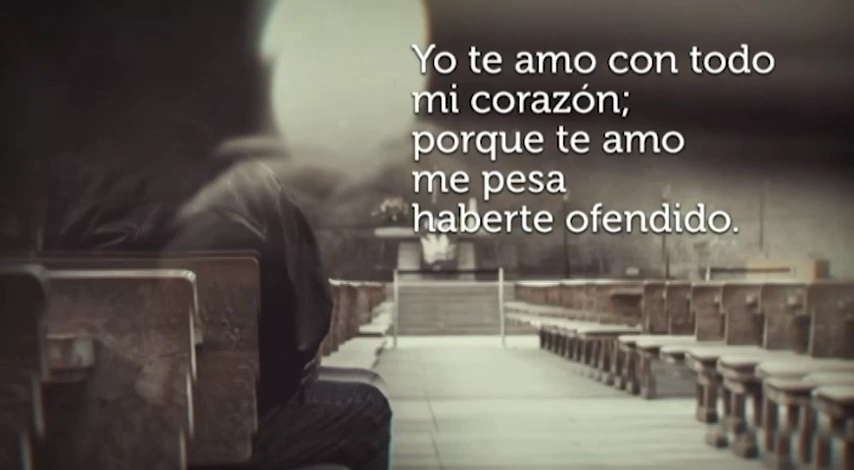 Yo te amo con todo
mi corazón;
porque te amo
me pesa
haberte ofendido.